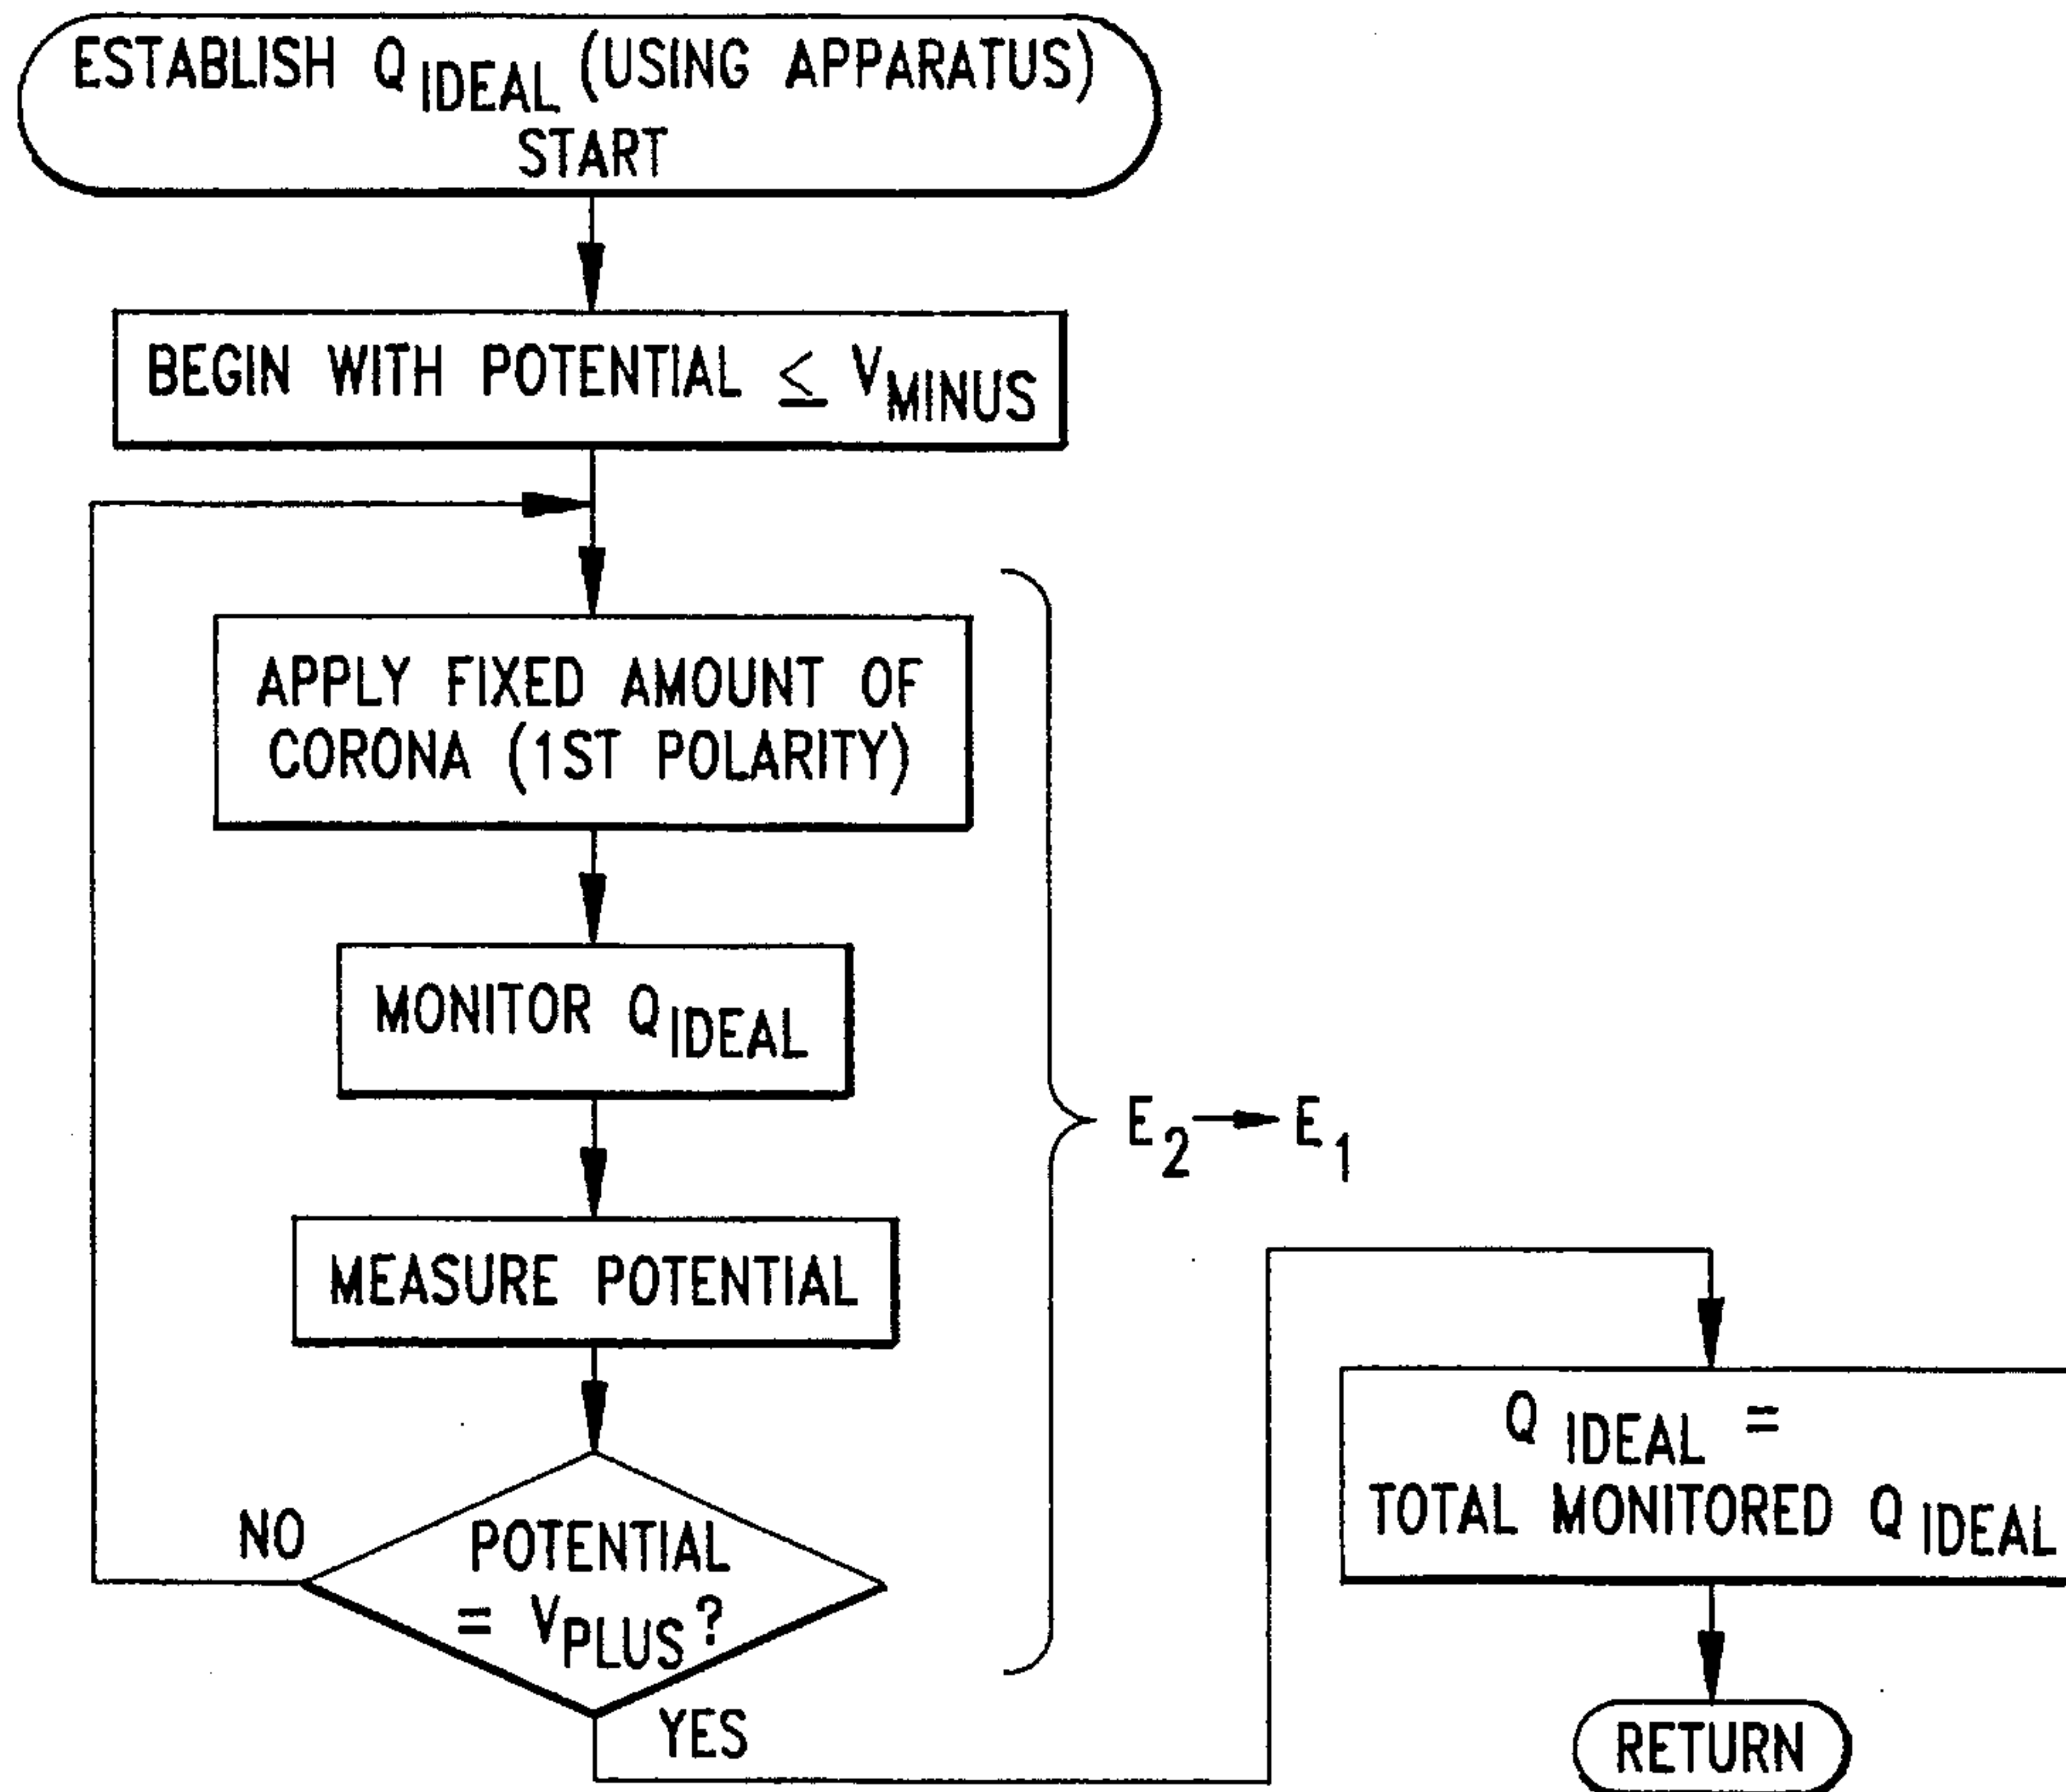 ESTABLISH Q IDEAL (USING APPARATUS)
START
BEGIN WITH POTENTIAL ≤ VMINUS
APPLY FIXED AMOUNT OF
CORONA (1ST POLARITY)
MONITOR Q IDEAL
MEASURE POTENTIAL
POTENTIAL
= VPLUS?
NO
YES
E2 → E1
Q IDEAL =
TOTAL MONITORED Q IDEAL
RETURN